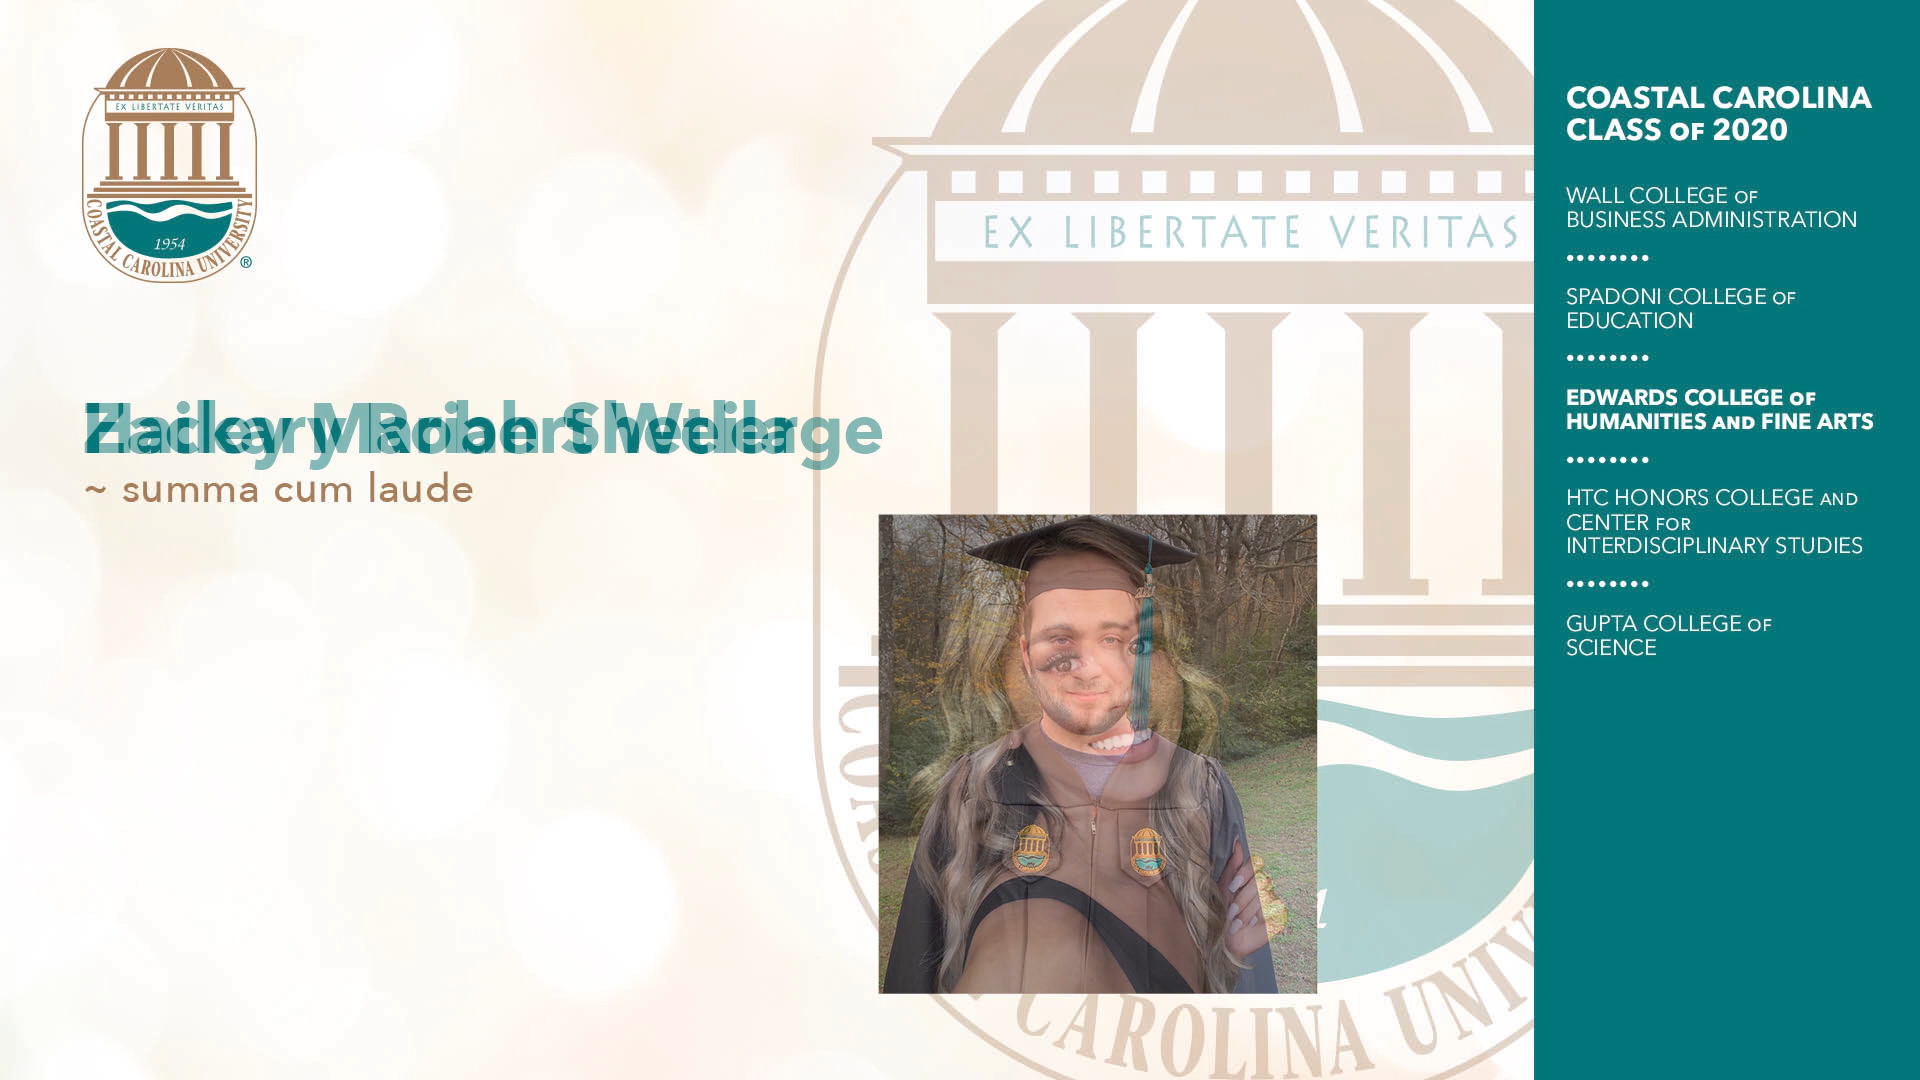 EX LIBERTATE VERITAS
1954
COASTAL CAROLINA UNIVERSITY
®
~ summa cum laude
EX LIBERTATE VERITAS
CAROLINA UNIV
COASTAL CAROLINA
CLASS OF 2020
WALL COLLEGE OF
BUSINESS ADMINISTRATION
SPADONI COLLEGE OF
EDUCATION
EDWARDS COLLEGE OF
HUMANITIES AND FINE ARTS
HTC HONORS COLLEGE AND
CENTER FOR
INTERDISCIPLINARY STUDIES
GUPTA COLLEGE OF
SCIENCE